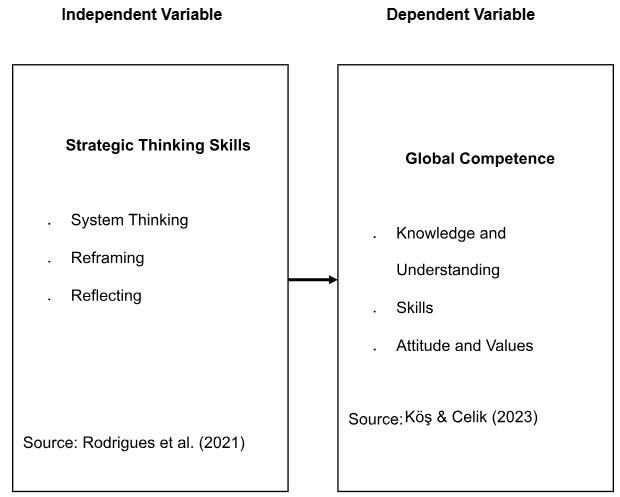 Independent Variable
Dependent Variable
Strategic Thinking Skills
. System Thinking
. Reframing
. Reflecting
Source: Rodrigues et al. (2021)
Global Competence
. Knowledge and
Understanding
. Skills
. Attitude and Values
Source: Köş & Celik (2023)